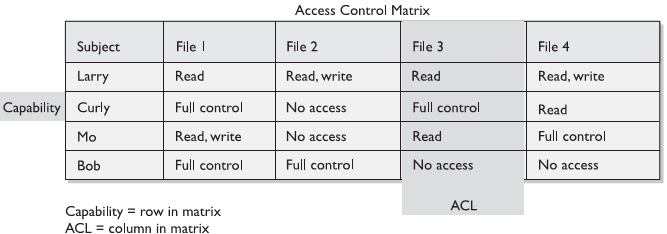 Access Control Matrix
Subject File 1 File 2 File 3 File 4
Larry Read Read, write Read Read, write
Capability Curly Full control No access Full control Read
Mo Read, write No access Read Full control
Bob Full control Full control No access No access
ACL
Capability = row in matrix
ACL = column in matrix